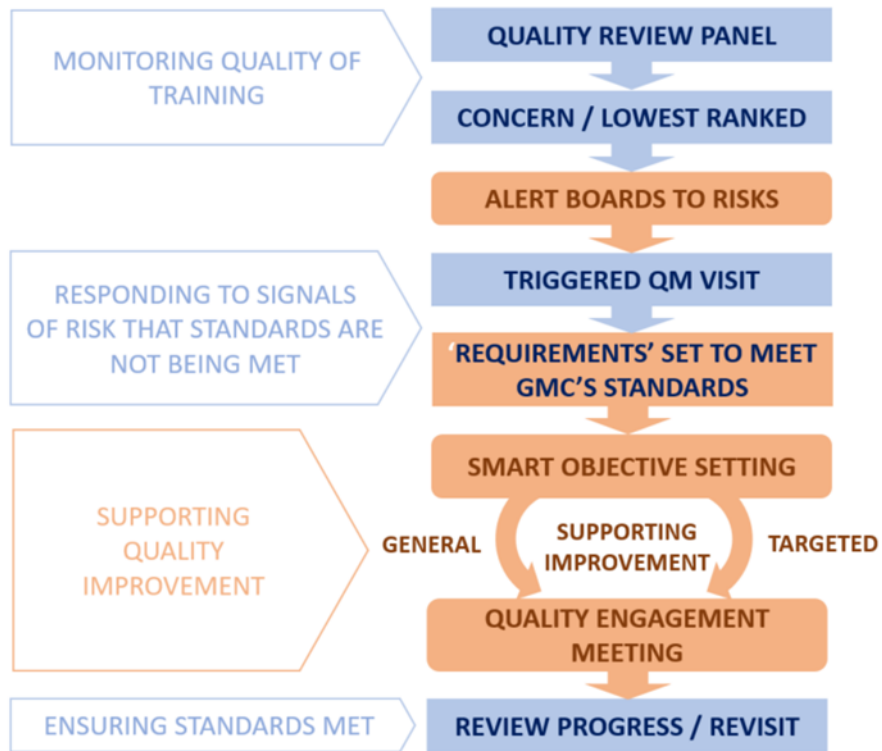 MONITORING QUALITY OF
TRAINING
QUALITY REVIEW PANEL
CONCERN / LOWEST RANKED
ALERT BOARDS TO RISKS
RESPONDING TO SIGNALS
OF RISK THAT STANDARDS ARE
NOT BEING MET
TRIGGERED QM VISIT
‘REQUIREMENTS’ SET TO MEET
GMC’S STANDARDS
SUPPORTING
QUALITY
IMPROVEMENT
SMART OBJECTIVE SETTING
GENERAL
SUPPORTING
IMPROVEMENT
TARGETED
QUALITY ENGAGEMENT
MEETING
ENSURING STANDARDS MET
REVIEW PROGRESS / REVISIT